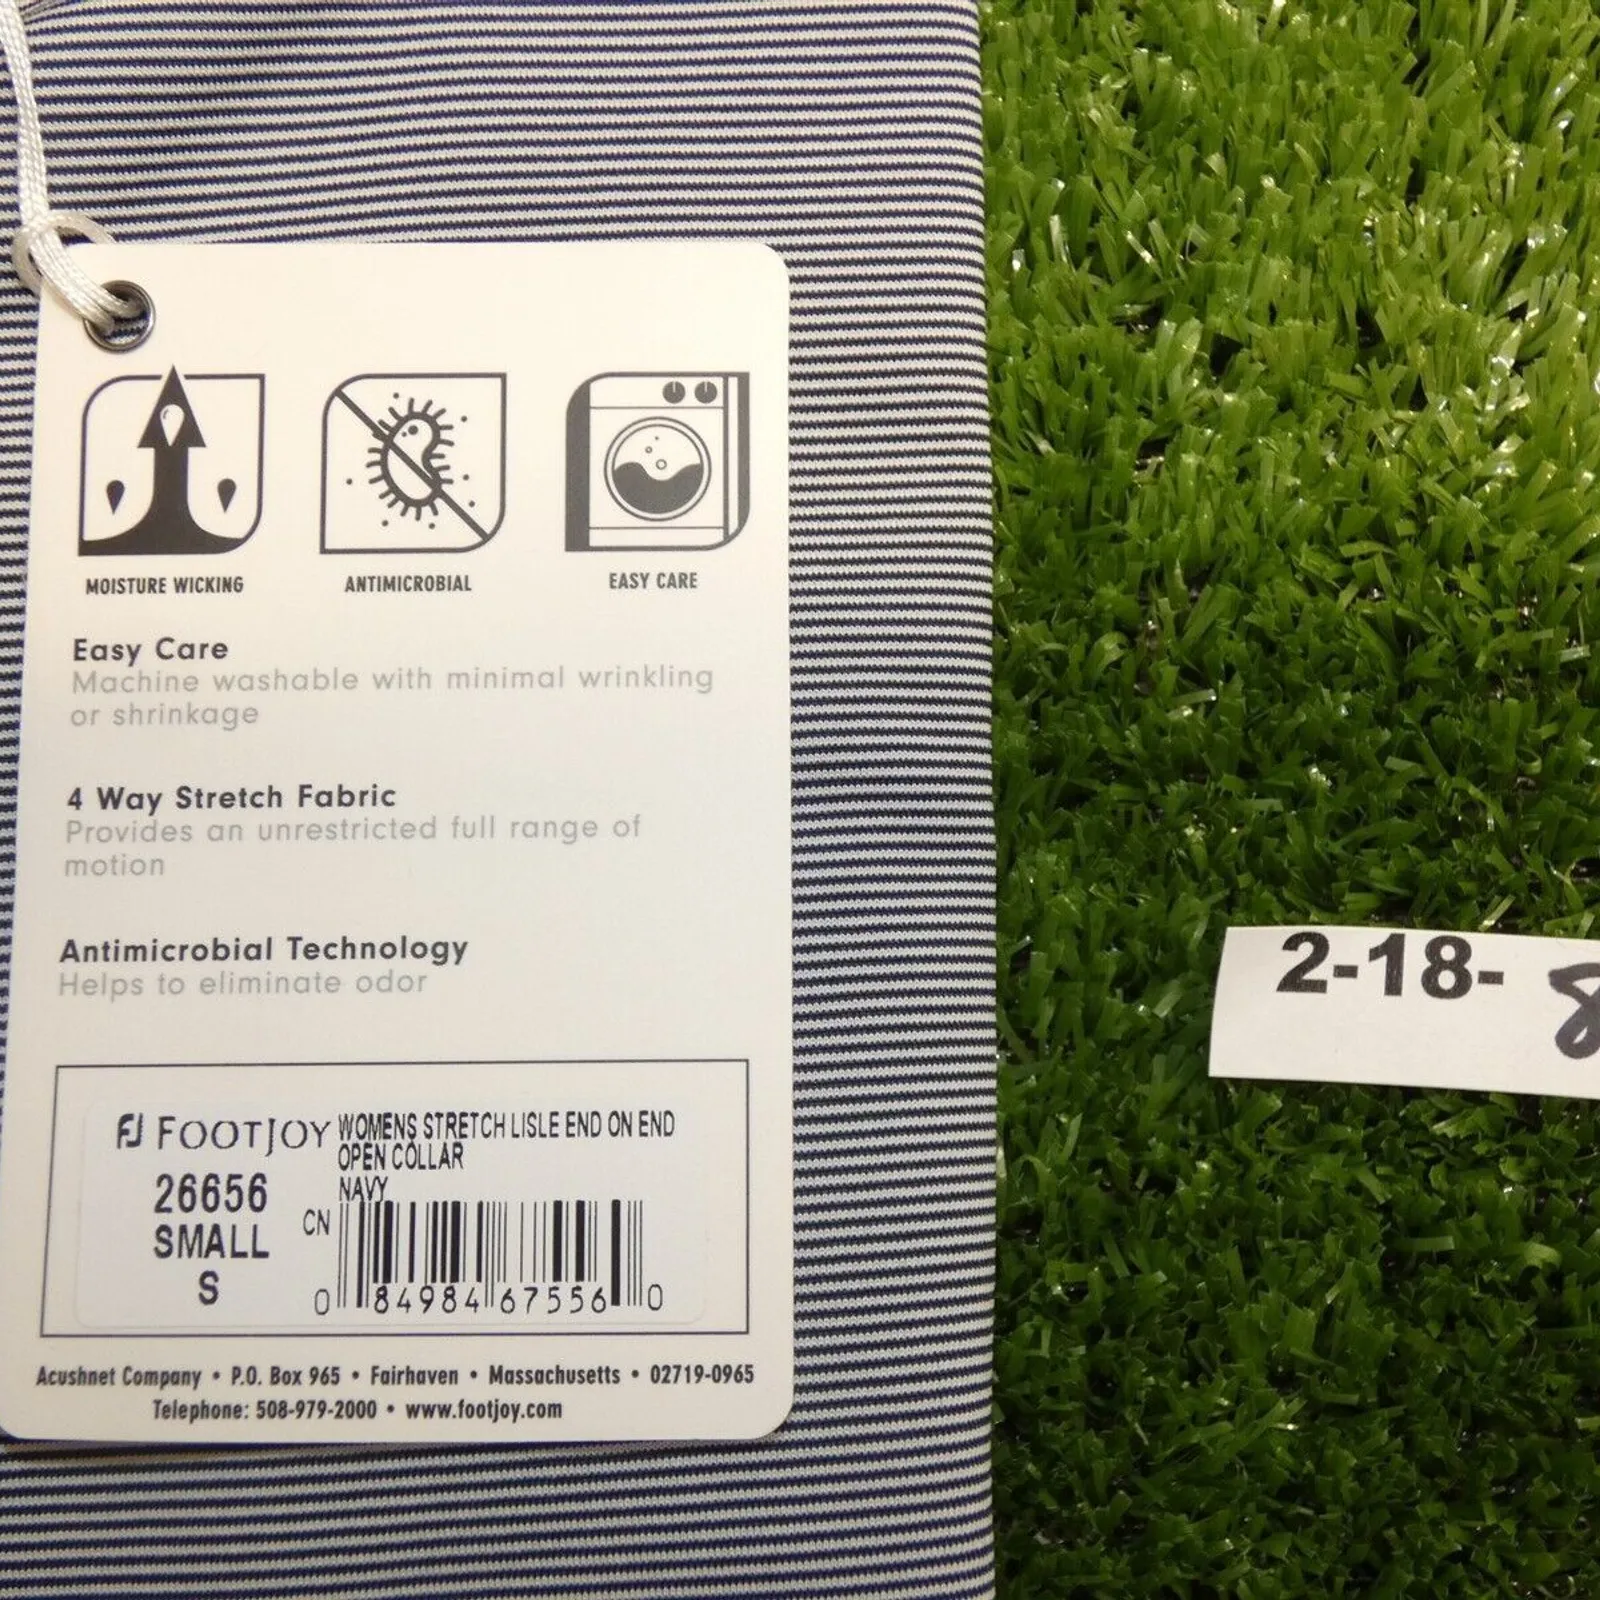 MOISTURE WICKING
ANTIMICROBIAL
EASY CARE
Easy Care
Machine washable with minimal wrinkling
or shrinkage
4 Way Stretch Fabric
Provides an unrestricted full range of
motion
Antimicrobial Technology
Helps to eliminate odor
FJ FOOTJOY
26656
SMALL
S
WOMENS STRETCH LISLE END ON END
OPEN COLLAR
NAVY
CN
0 84984 67556 0
Acushnet Company • P.O. Box 965 • Fairhaven • Massachusetts • 02719-0965
Telephone: 508-979-2000 • www.footjoy.com
2-18- 8